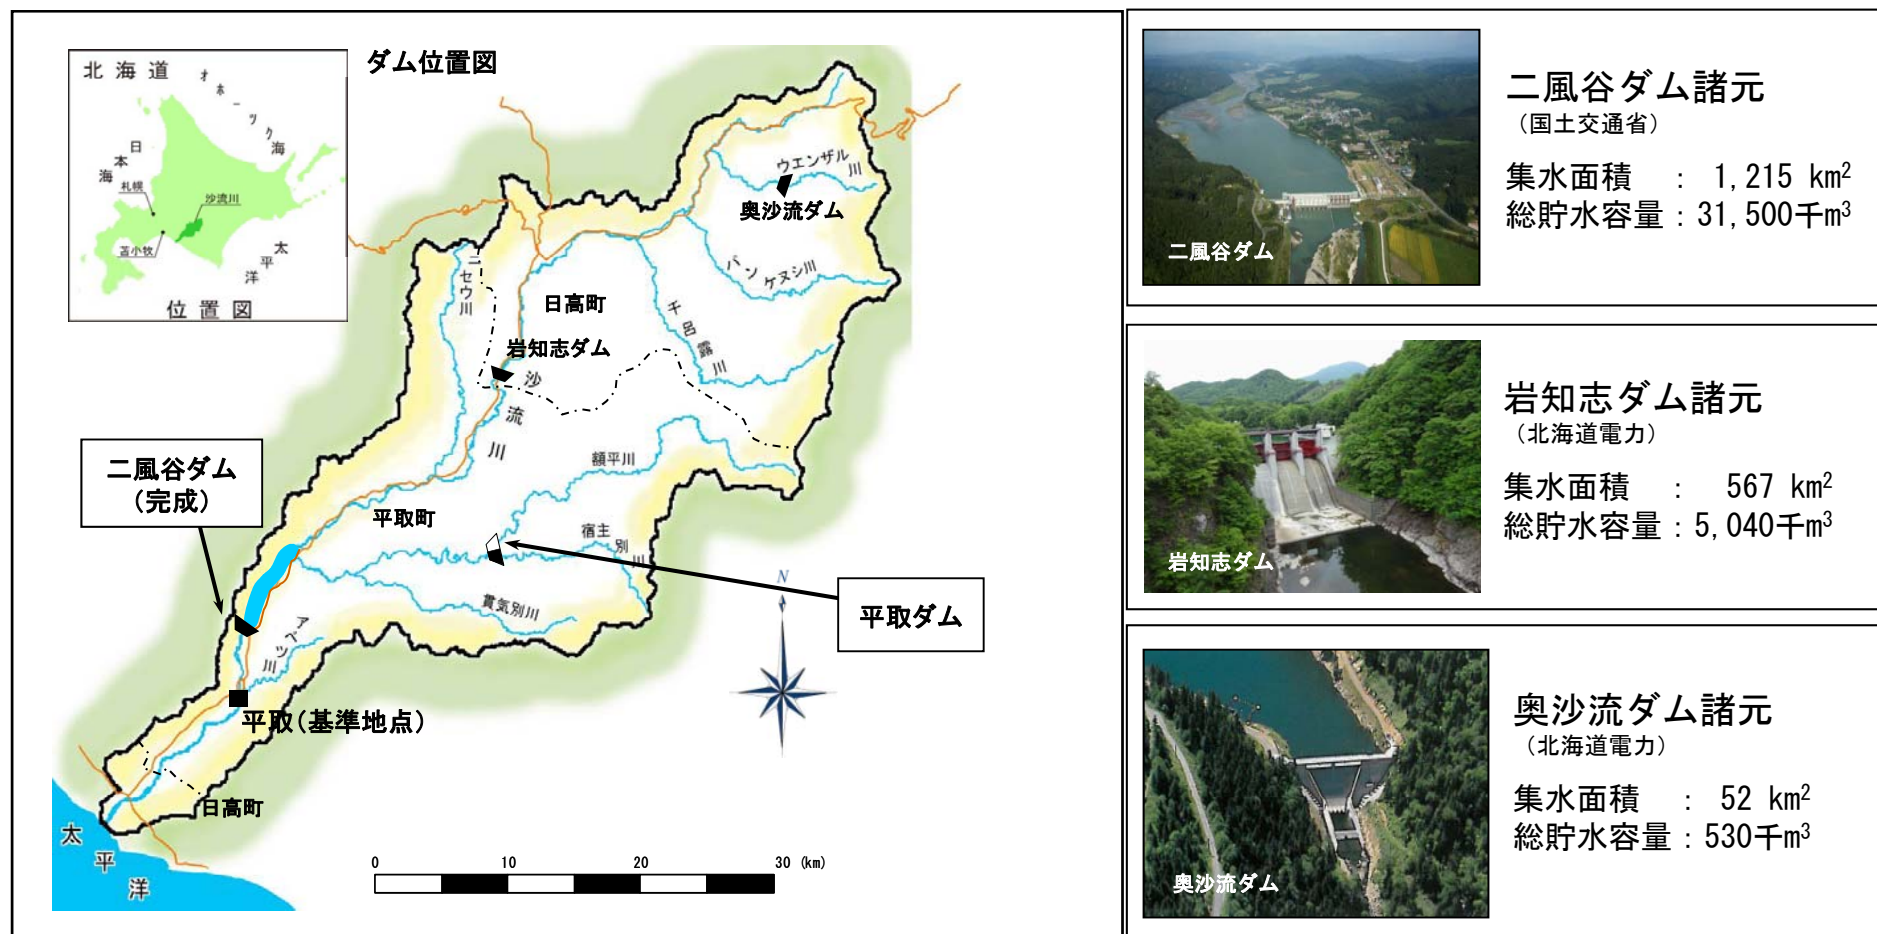 ダム位置図
北海道
オホーツク海
日本海
札幌
沙流川
苫小牧
太平洋
位置図
ウエンザル川
奥沙流ダム
パンケヌシ川
ニセウ川
日高町
千呂露川
岩知志ダム
沙流川
額平川
二風谷ダム
（完成）
平取町
宿主別川
貫気別川
平取ダム
アベツ川
N
平取（基準地点）
日高町
太平洋
0 10 20 30 (km)
二風谷ダム
二風谷ダム諸元
（国土交通省）
集水面積 ： 1,215 km²
総貯水容量：31,500千m³
岩知志ダム
岩知志ダム諸元
（北海道電力）
集水面積 ： 567 km²
総貯水容量：5,040千m³
奥沙流ダム
奥沙流ダム諸元
（北海道電力）
集水面積 ： 52 km²
総貯水容量：530千m³